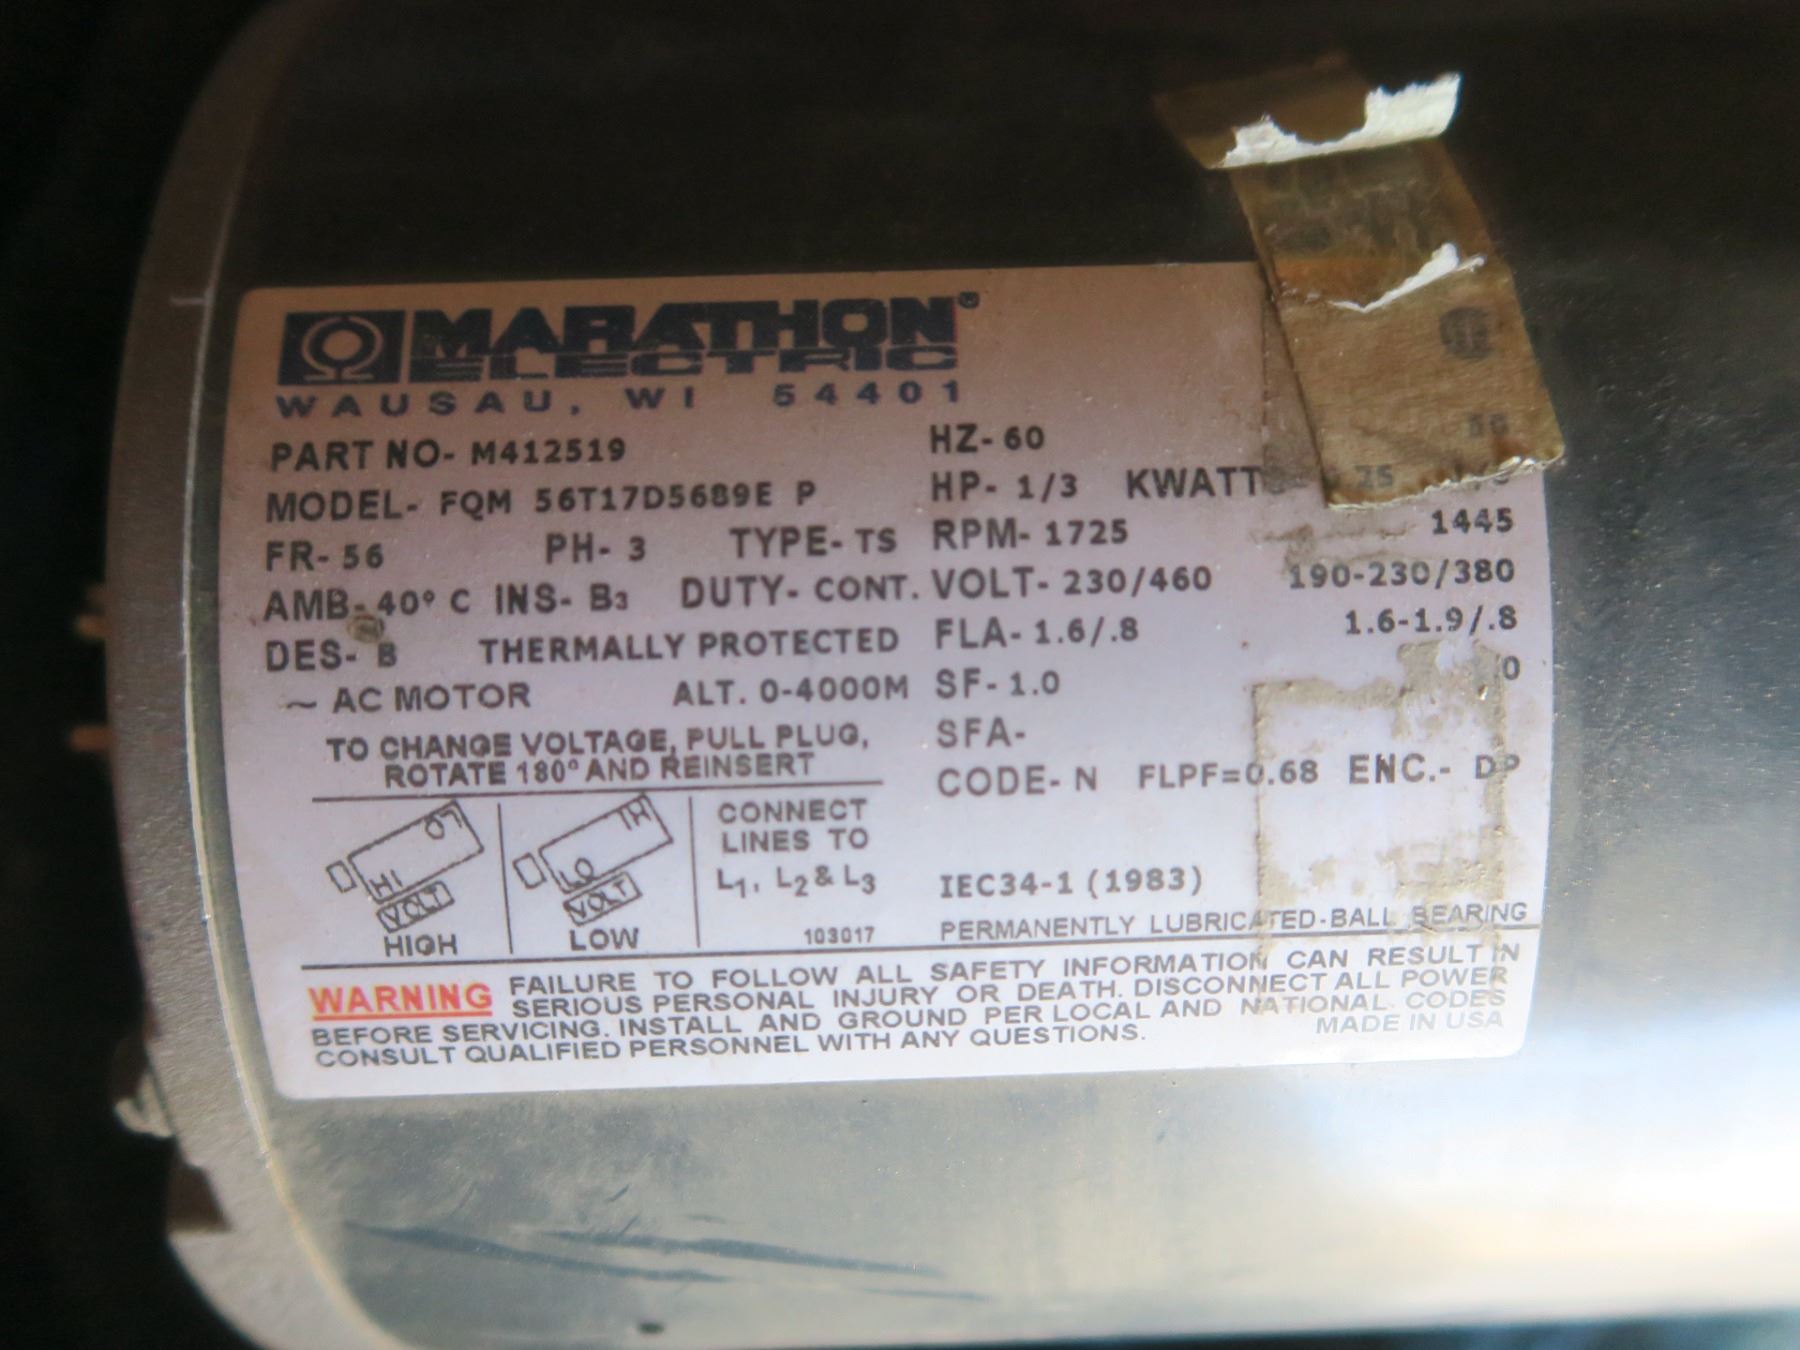 MARATHON®
ELECTRIC
WAUSAU, WI 54401
PART NO- M412519 HZ- 60
MODEL- FQM 56T17D5689E P HP- 1/3 KWATT
FR- 56 PH- 3 TYPE- TS RPM- 1725 1445
AMB- 40° C INS- B3 DUTY- CONT. VOLT- 230/460 190-230/380
DES- B THERMALLY PROTECTED FLA- 1.6/.8 1.6-1.9/.8
~ AC MOTOR ALT. 0-4000M SF- 1.0
TO CHANGE VOLTAGE, PULL PLUG, SFA-
ROTATE 180° AND REINSERT CODE- N FLPF=0.68 ENC.- DP
LO
HI
VOLT
HIGH
HI
LO
VOLT
LOW
CONNECT
LINES TO
L1, L2 & L3
103017
IEC34-1 (1983)
PERMANENTLY LUBRICATED-BALL BEARING
WARNING FAILURE TO FOLLOW ALL SAFETY INFORMATION CAN RESULT IN
SERIOUS PERSONAL INJURY OR DEATH. DISCONNECT ALL POWER
BEFORE SERVICING. INSTALL AND GROUND PER LOCAL AND NATIONAL CODES
CONSULT QUALIFIED PERSONNEL WITH ANY QUESTIONS. MADE IN USA